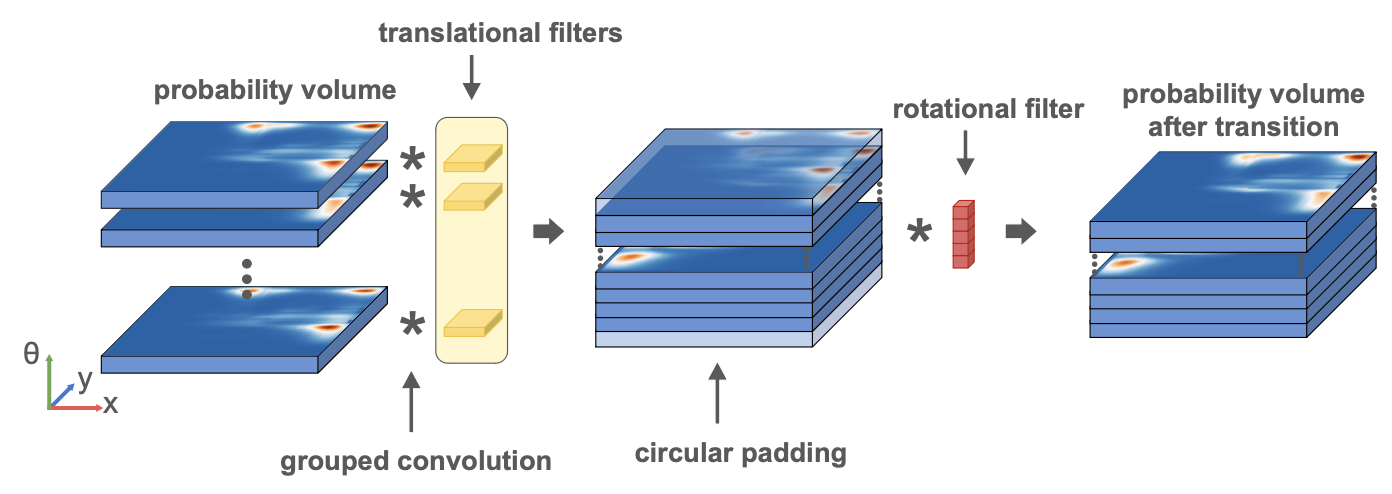 translational filters
probability volume
rotational filter
probability volume
after transition
*
*
*
*
θ
y
x
grouped convolution
circular padding